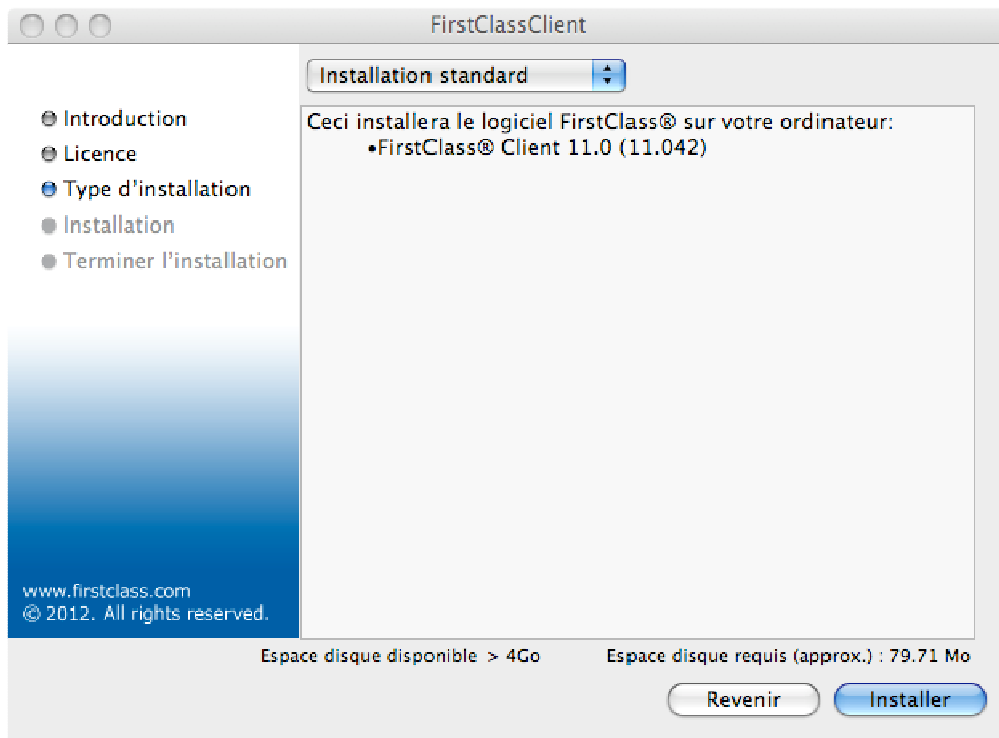 FirstClassClient
Installation standard
Introduction
Licence
Type d'installation
Installation
Terminer l'installation
Ceci installera le logiciel FirstClass® sur votre ordinateur:
•FirstClass® Client 11.0 (11.042)
www.firstclass.com
© 2012. All rights reserved.
Espace disque disponible > 4Go
Espace disque requis (approx.) : 79.71 Mo
Revenir
Installer